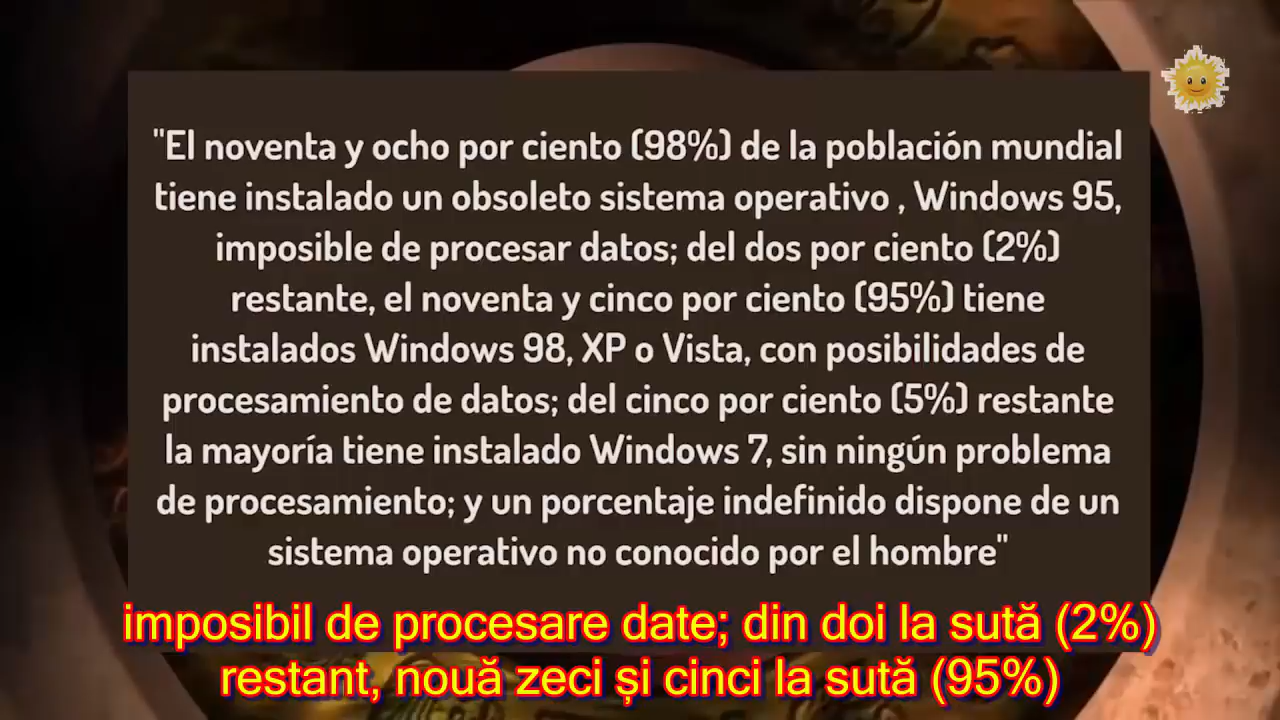 "El noventa y ocho por ciento (98%) de la población mundial
tiene instalado un obsoleto sistema operativo , Windows 95,
imposible de procesar datos; del dos por ciento (2%)
restante, el noventa y cinco por ciento (95%) tiene
instalados Windows 98, XP o Vista, con posibilidades de
procesamiento de datos; del cinco por ciento (5%) restante
la mayoría tiene instalado Windows 7, sin ningún problema
de procesamiento; y un porcentaje indefinido dispone de un
sistema operativo no conocido por el hombre"
imposibil de procesare date; din doi la sută (2%)
restant, nouă zeci și cinci la sută (95%)